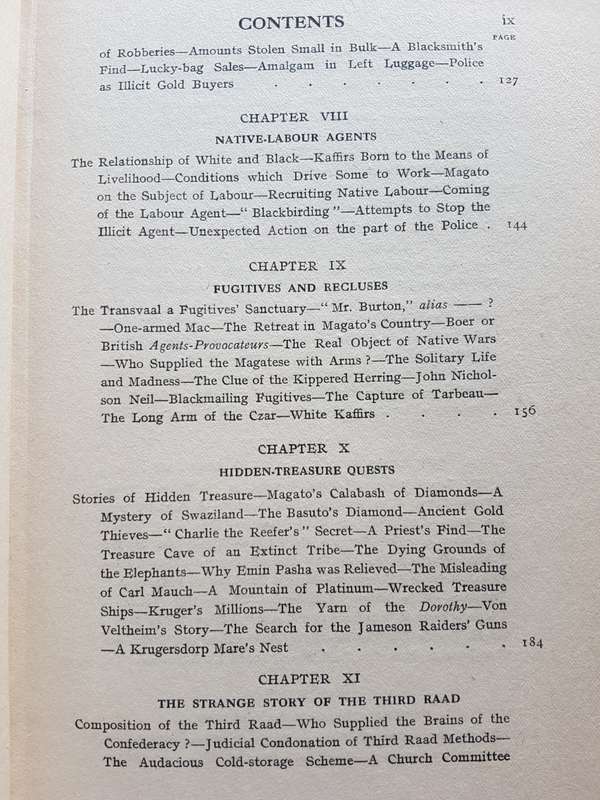 CONTENTS ix
PAGE
of Robberies—Amounts Stolen Small in Bulk—A Blacksmith's
Find—Lucky-bag Sales—Amalgam in Left Luggage—Police
as Illicit Gold Buyers . . . . . . . 127
CHAPTER VIII
NATIVE-LABOUR AGENTS
The Relationship of White and Black—Kaffirs Born to the Means of
Livelihood—Conditions which Drive Some to Work—Magato
on the Subject of Labour—Recruiting Native Labour—Coming
of the Labour Agent—“ Blackbirding ”—Attempts to Stop the
Illicit Agent—Unexpected Action on the part of the Police . 144
CHAPTER IX
FUGITIVES AND RECLUSES
The Transvaal a Fugitives' Sanctuary—“ Mr. Burton,” alias —— ?
—One-armed Mac—The Retreat in Magato's Country—Boer or
British Agents-Provocateurs—The Real Object of Native Wars
—Who Supplied the Magatese with Arms ?—The Solitary Life
and Madness—The Clue of the Kippered Herring—John Nichol-
son Neil—Blackmailing Fugitives—The Capture of Tarbeau—
The Long Arm of the Czar—White Kaffirs . . . . 156
CHAPTER X
HIDDEN-TREASURE QUESTS
Stories of Hidden Treasure—Magato's Calabash of Diamonds—A
Mystery of Swaziland—The Basuto's Diamond—Ancient Gold
Thieves—“ Charlie the Reefer's ” Secret—A Priest's Find—The
Treasure Cave of an Extinct Tribe—The Dying Grounds of
the Elephants—Why Emin Pasha was Relieved—The Misleading
of Carl Mauch—A Mountain of Platinum—Wrecked Treasure
Ships—Kruger's Millions—The Yarn of the Dorothy—Von
Veltheim's Story—The Search for the Jameson Raiders' Guns
—A Krugersdorp Mare's Nest . . . . . . 184
CHAPTER XI
THE STRANGE STORY OF THE THIRD RAAD
Composition of the Third Raad—Who Supplied the Brains of the
Confederacy ?—Judicial Condonation of Third Raad Methods—
The Audacious Cold-storage Scheme—A Church Committee